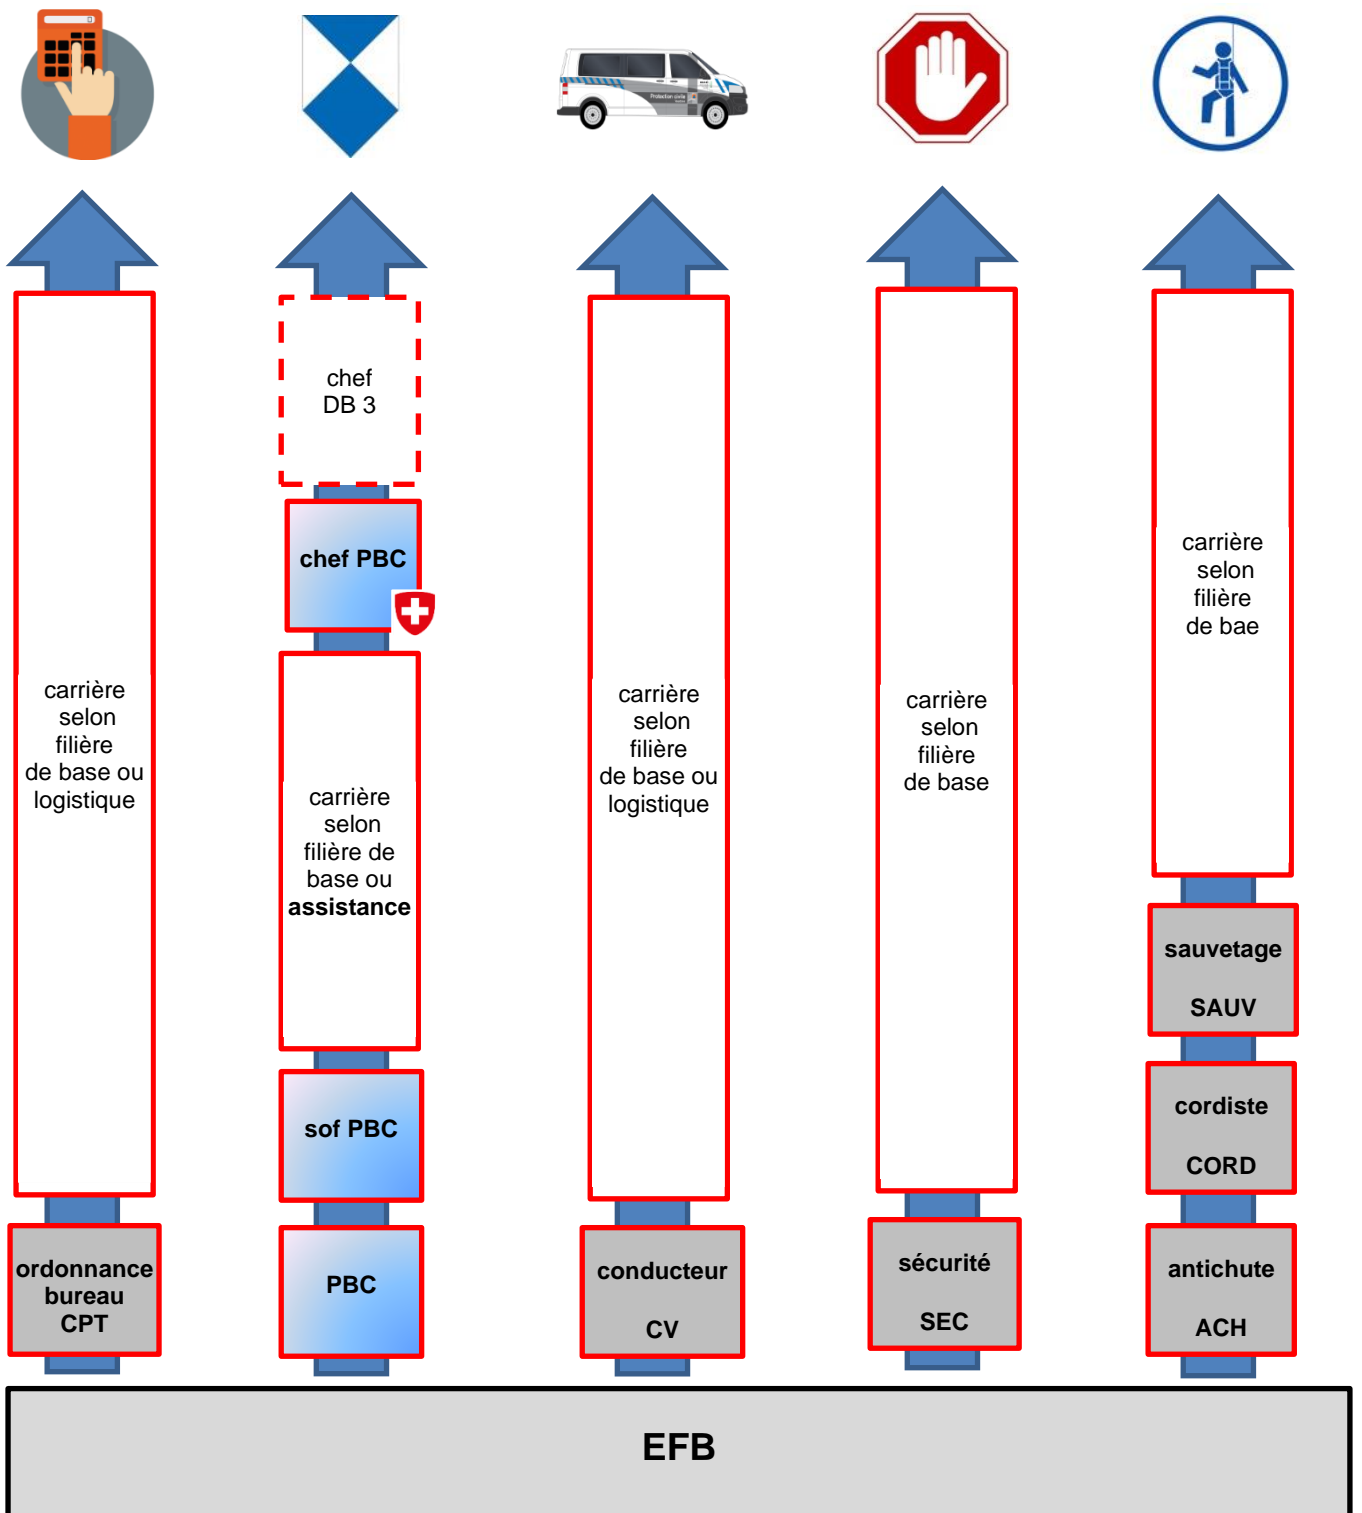 Protection civile
chef
DB 3
chef PBC
carrière
selon
filière
de bae
carrière
selon
filière
de base ou
logistique
carrière
selon
filière de
base ou
assistance
carrière
selon
filière
de base ou
logistique
carrière
selon
filière
de base
sauvetage
SAUV
sof PBC
cordiste
CORD
ordonnance
bureau
CPT
PBC
conducteur
CV
sécurité
SEC
antichute
ACH
EFB